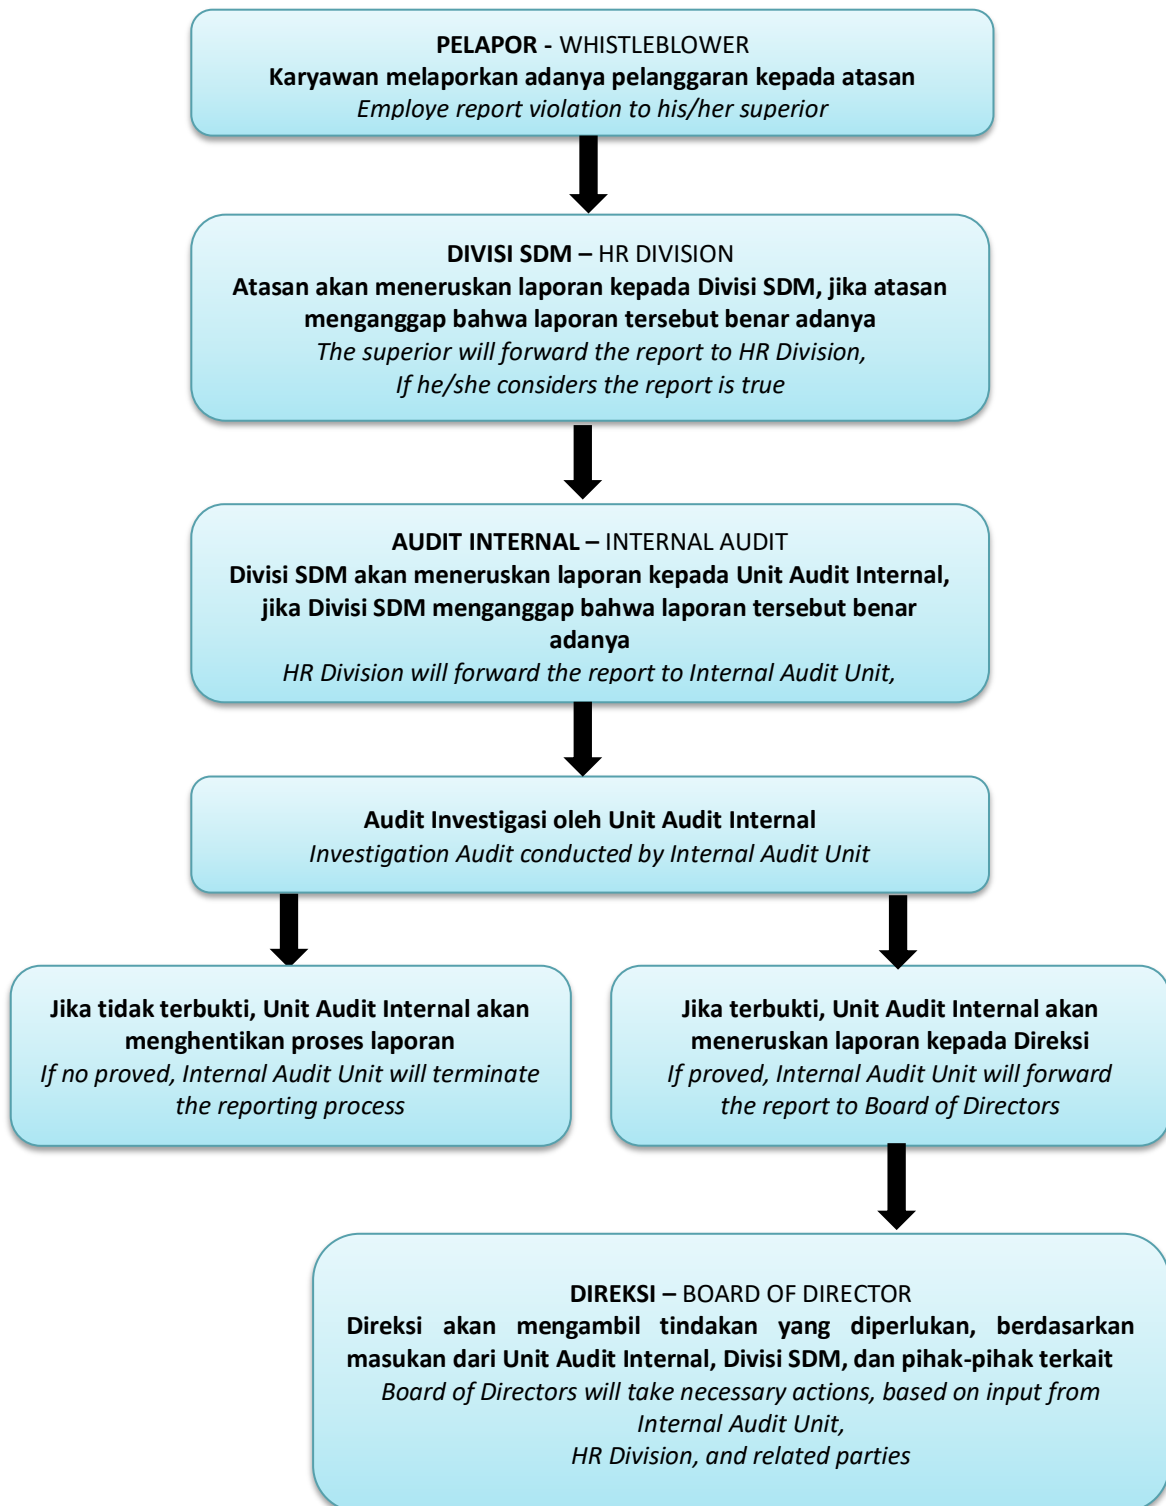 PELAPOR - WHISTLEBLOWER
Karyawan melaporkan adanya pelanggaran kepada atasan
Employe report violation to his/her superior
DIVISI SDM – HR DIVISION
Atasan akan meneruskan laporan kepada Divisi SDM, jika atasan
menganggap bahwa laporan tersebut benar adanya
The superior will forward the report to HR Division,
If he/she considers the report is true
AUDIT INTERNAL – INTERNAL AUDIT
Divisi SDM akan meneruskan laporan kepada Unit Audit Internal,
jika Divisi SDM menganggap bahwa laporan tersebut benar
adanya
HR Division will forward the report to Internal Audit Unit,
Audit Investigasi oleh Unit Audit Internal
Investigation Audit conducted by Internal Audit Unit
Jika tidak terbukti, Unit Audit Internal akan
menghentikan proses laporan
If no proved, Internal Audit Unit will terminate
the reporting process
Jika terbukti, Unit Audit Internal akan
meneruskan laporan kepada Direksi
If proved, Internal Audit Unit will forward
the report to Board of Directors
DIREKSI – BOARD OF DIRECTOR
Direksi akan mengambil tindakan yang diperlukan, berdasarkan
masukan dari Unit Audit Internal, Divisi SDM, dan pihak-pihak terkait
Board of Directors will take necessary actions, based on input from
Internal Audit Unit,
HR Division, and related parties